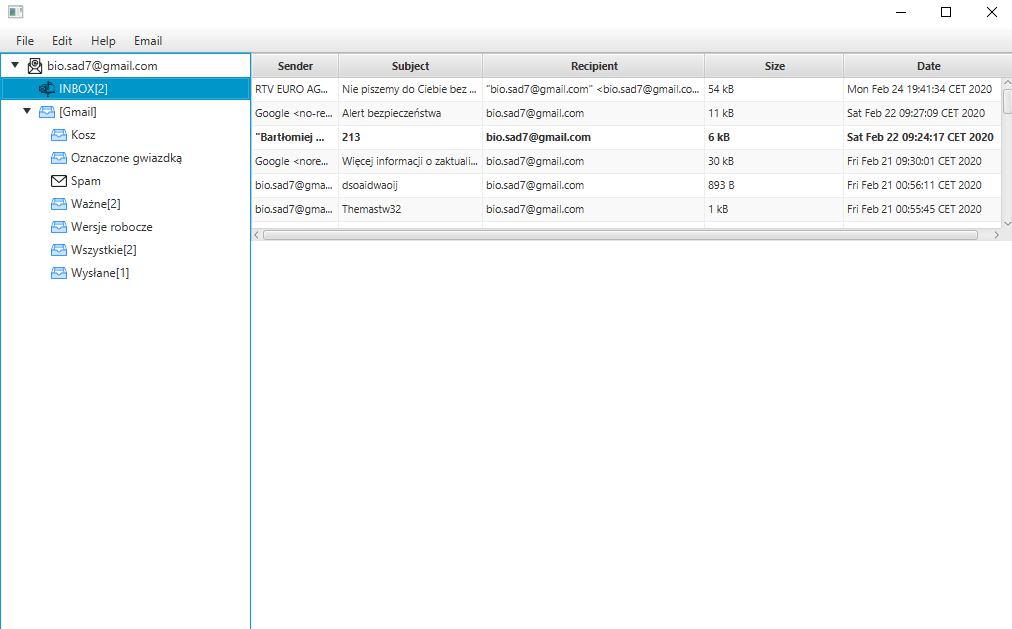 File Edit Help Email
bio.sad7@gmail.com
INBOX[2]
[Gmail]
Kosz
Oznaczone gwiazdką
Spam
Ważne[2]
Wersje robocze
Wszystkie[2]
Wysłane[1]
Sender Subject Recipient Size Date
RTV EURO AG... Nie piszemy do Ciebie bez ... "bio.sad7@gmail.com" <bio.sad7@gmail.co... 54 kB Mon Feb 24 19:41:34 CET 2020
Google <no-re... Alert bezpieczeństwa bio.sad7@gmail.com 11 kB Sat Feb 22 09:27:09 CET 2020
"Bartłomiej ... 213 bio.sad7@gmail.com 6 kB Sat Feb 22 09:24:17 CET 2020
Google <nore... Więcej informacji o zaktuali... bio.sad7@gmail.com 30 kB Fri Feb 21 09:30:01 CET 2020
bio.sad7@gma... dsoaidwaoij bio.sad7@gmail.com 893 B Fri Feb 21 00:56:11 CET 2020
bio.sad7@gma... Themastw32 bio.sad7@gmail.com 1 kB Fri Feb 21 00:55:45 CET 2020